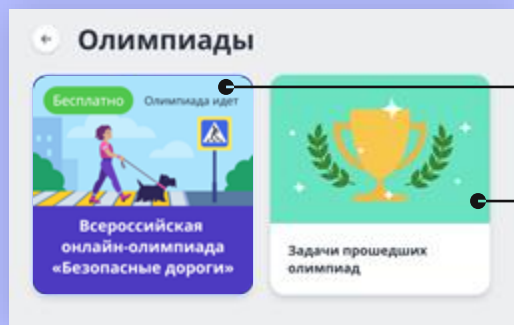 Олимпиады
Бесплатно Олимпиада идет
Всероссийская
онлайн-олимпиада
«Безопасные дороги»
Задачи прошедших
олимпиад